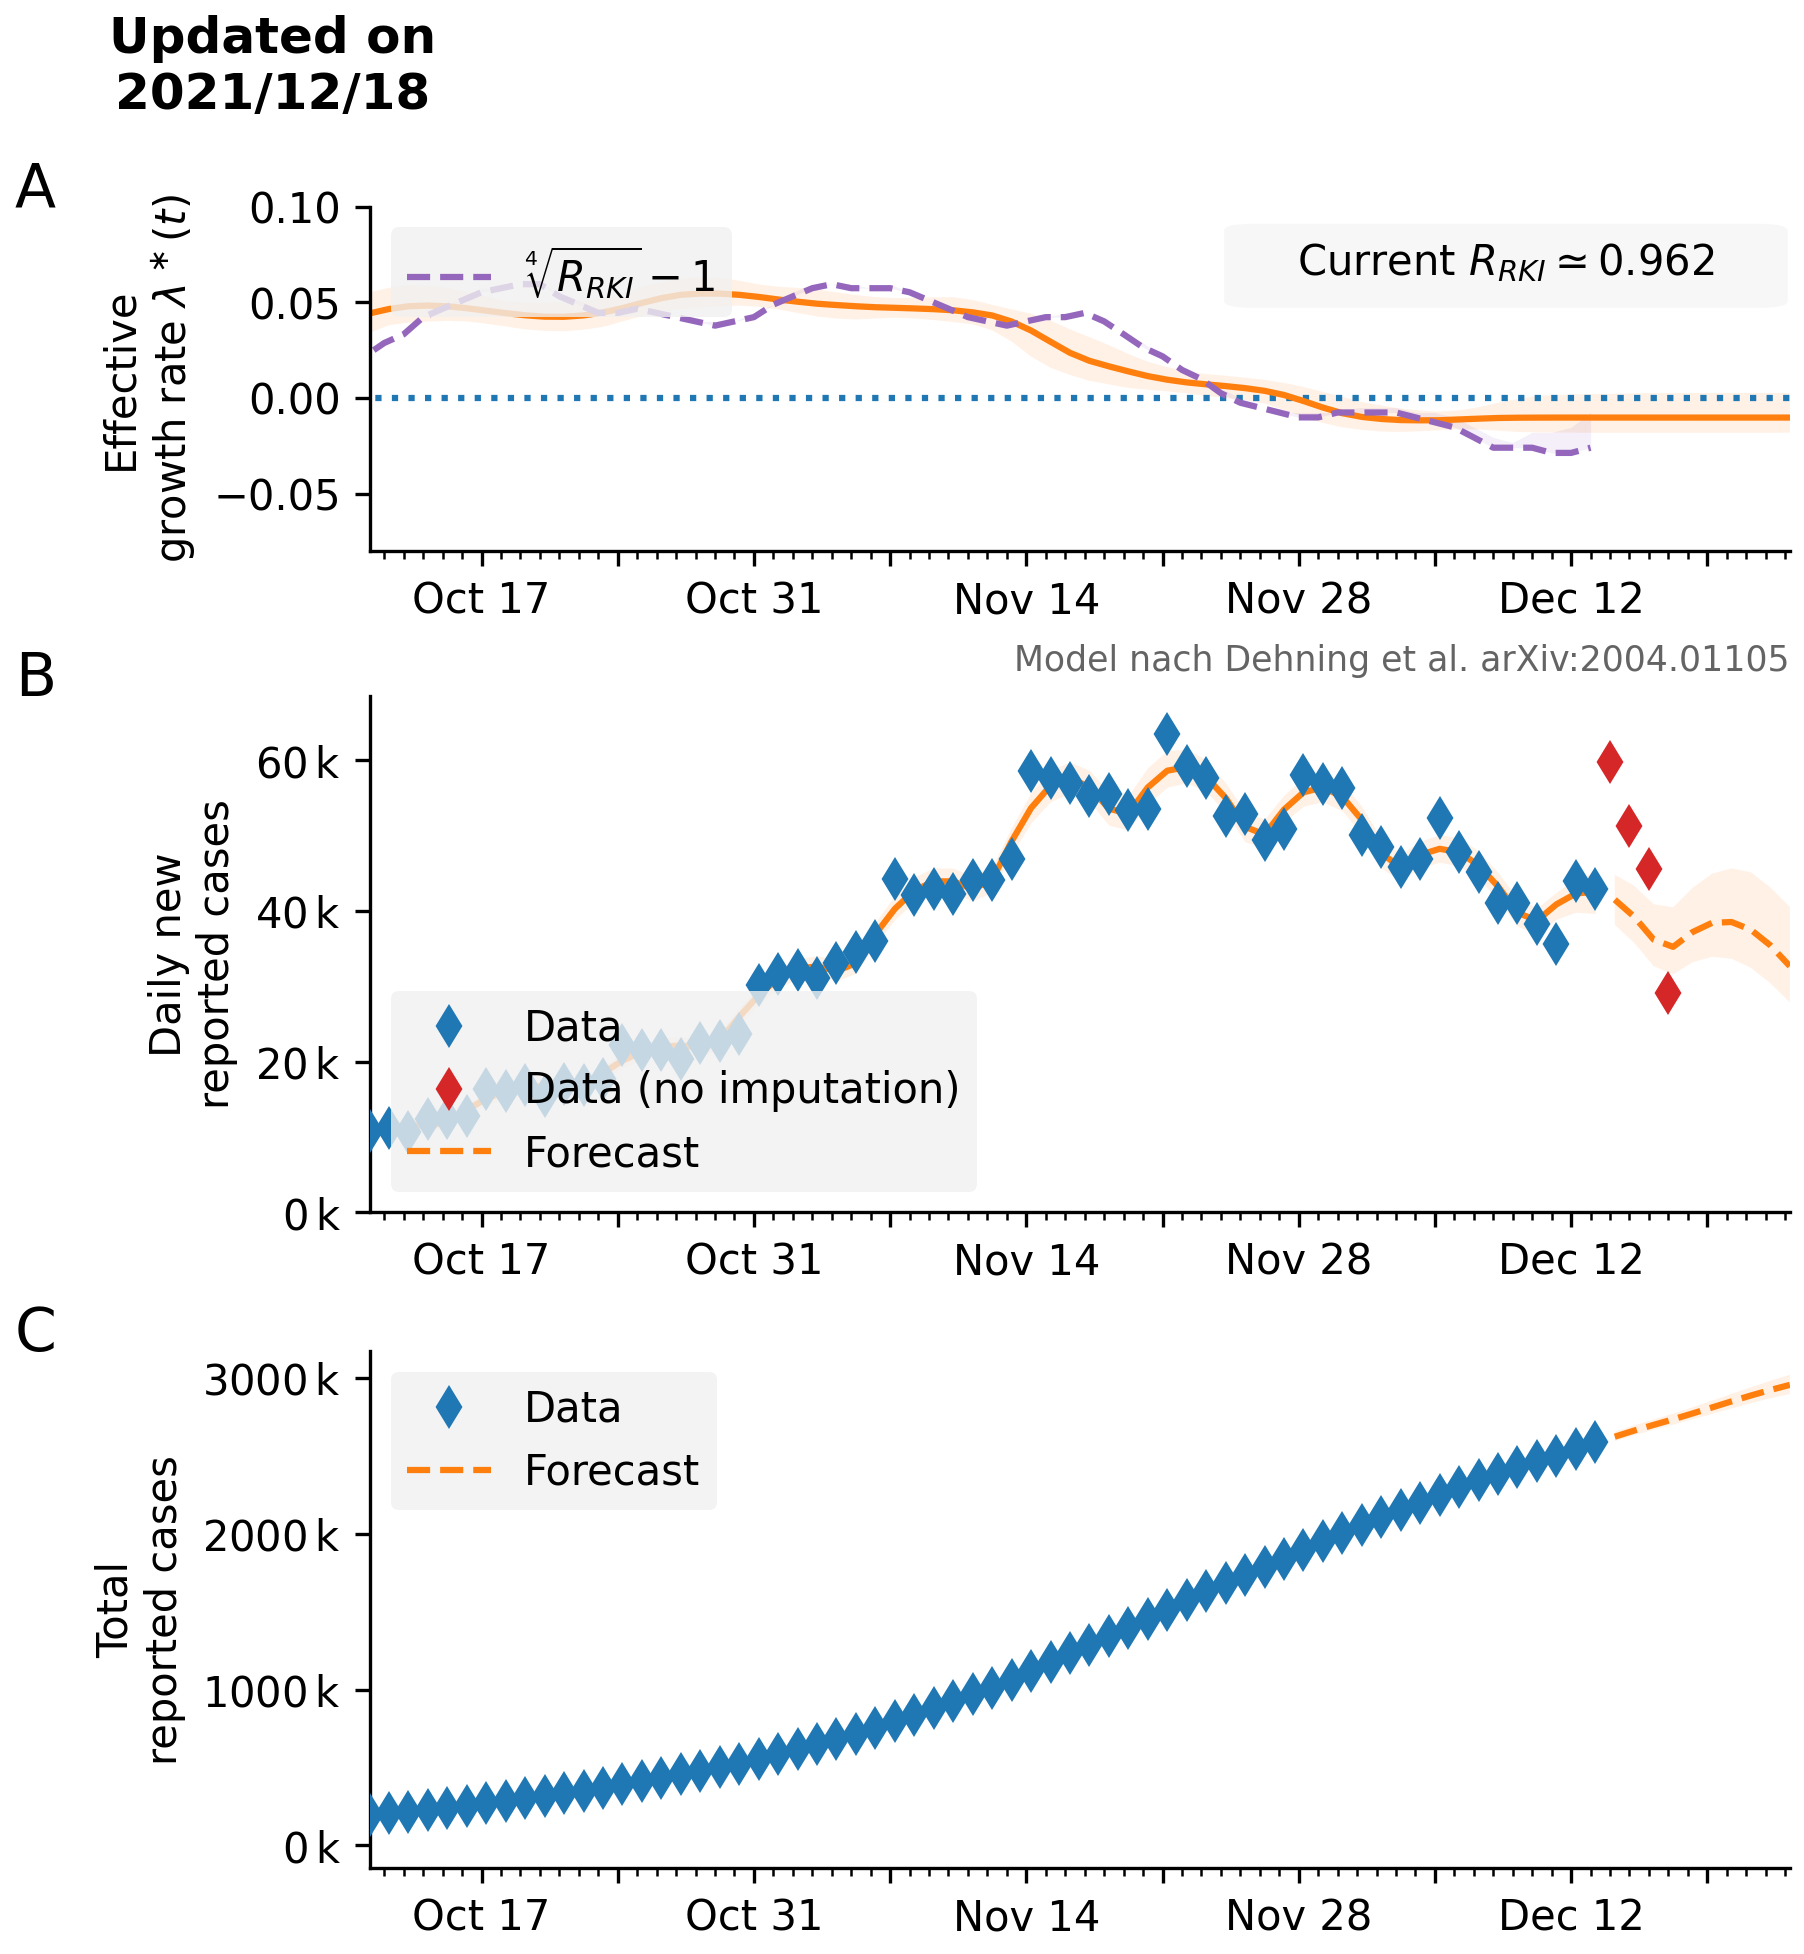 Updated on
2021/12/18
A
Effective
growth rate λ * (t)
0.10
0.05
0.00
−0.05
∜R_RKI − 1
Current R_RKI ≃ 0.962
Oct 17 Oct 31 Nov 14 Nov 28 Dec 12
Model nach Dehning et al. arXiv:2004.01105
B
Daily new
reported cases
60 k
40 k
20 k
0 k
Data
Data (no imputation)
Forecast
Oct 17 Oct 31 Nov 14 Nov 28 Dec 12
C
Total
reported cases
3000 k
2000 k
1000 k
0 k
Data
Forecast
Oct 17 Oct 31 Nov 14 Nov 28 Dec 12